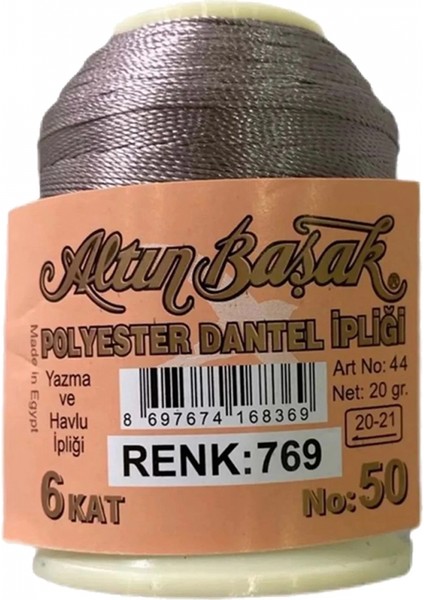 Altın Başak®
POLYESTER DANTEL İPLİĞİ
Made in Egypt
Yazma
ve
Havlu
İpliği
8 697674 168369
Art No: 44
Net: 20 gr.
20-21
RENK:769
6 KAT
No:50